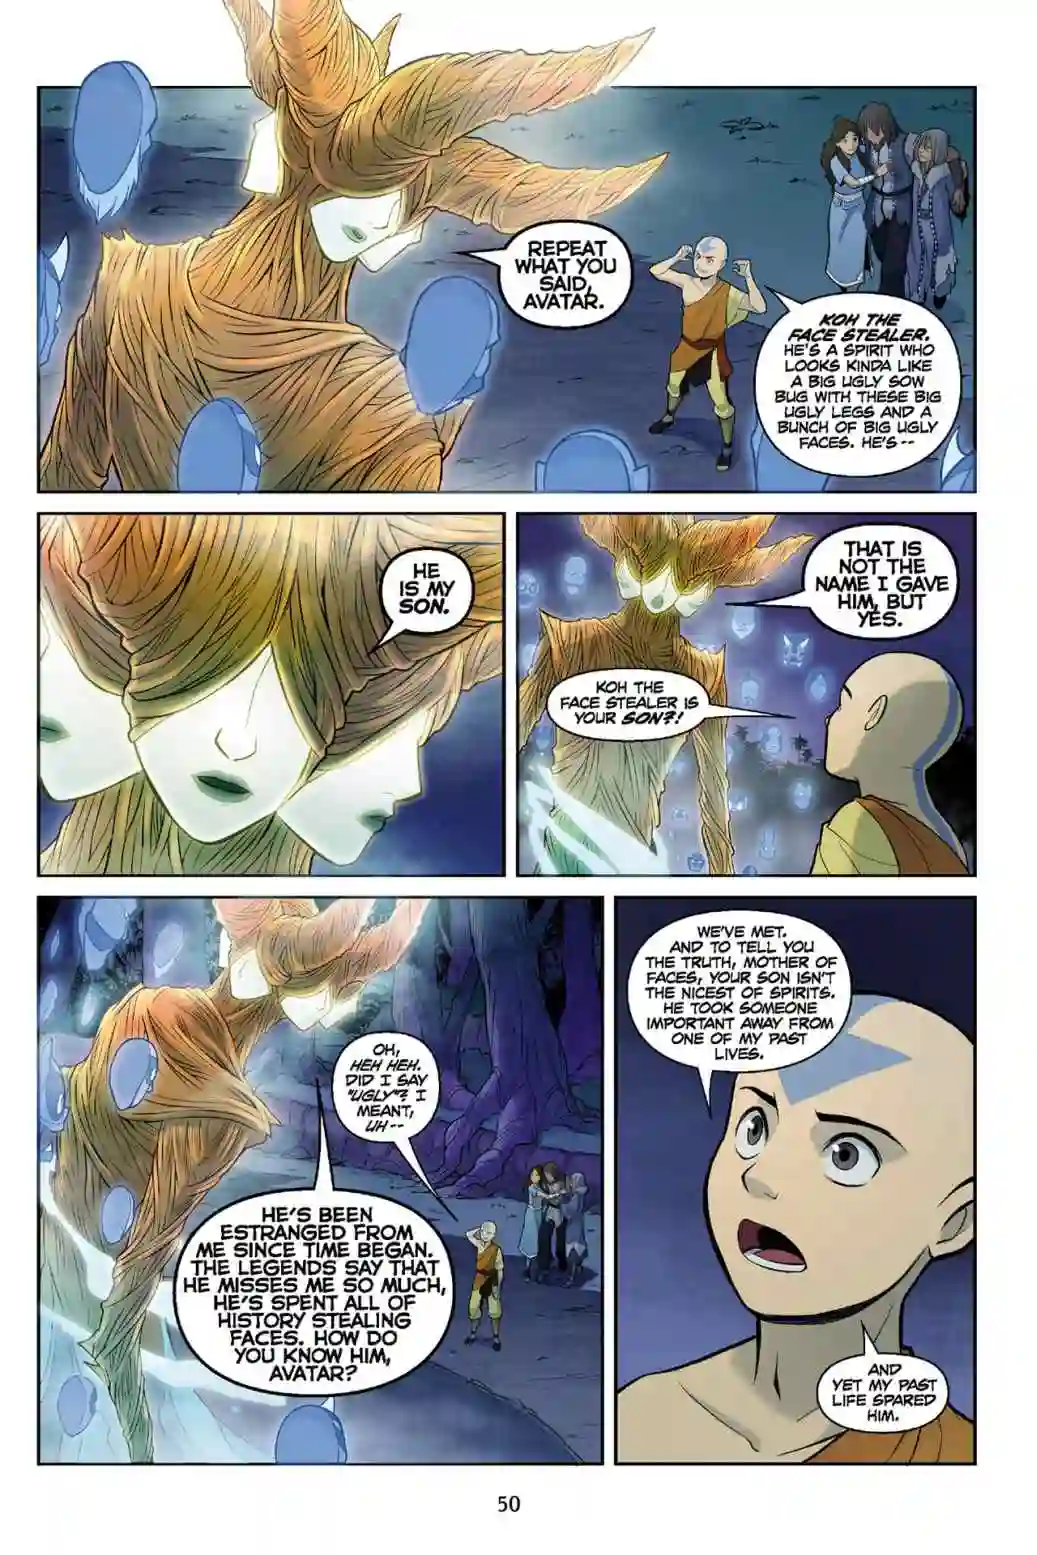 REPEAT
WHAT YOU
SAID,
AVATAR.
KOH THE
FACE STEALER.
HE'S A SPIRIT WHO
LOOKS KINDA LIKE
A BIG UGLY SOW
BUG WITH THESE BIG
UGLY LEGS AND A
BUNCH OF BIG UGLY
FACES. HE'S --
HE
IS MY
SON.
THAT IS
NOT THE
NAME I GAVE
HIM, BUT
YES.
KOH THE
FACE STEALER IS
YOUR SON?!
OH,
HEH HEH.
DID I SAY
"UGLY"? I
MEANT,
UH --
HE'S BEEN
ESTRANGED FROM
ME SINCE TIME BEGAN.
THE LEGENDS SAY THAT
HE MISSES ME SO MUCH,
HE'S SPENT ALL OF
HISTORY STEALING
FACES. HOW DO
YOU KNOW HIM,
AVATAR?
WE'VE MET.
AND TO TELL YOU
THE TRUTH, MOTHER OF
FACES, YOUR SON ISN'T
THE NICEST OF SPIRITS.
HE TOOK SOMEONE
IMPORTANT AWAY FROM
ONE OF MY PAST
LIVES.
AND
YET MY PAST
LIFE SPARED
HIM.
50